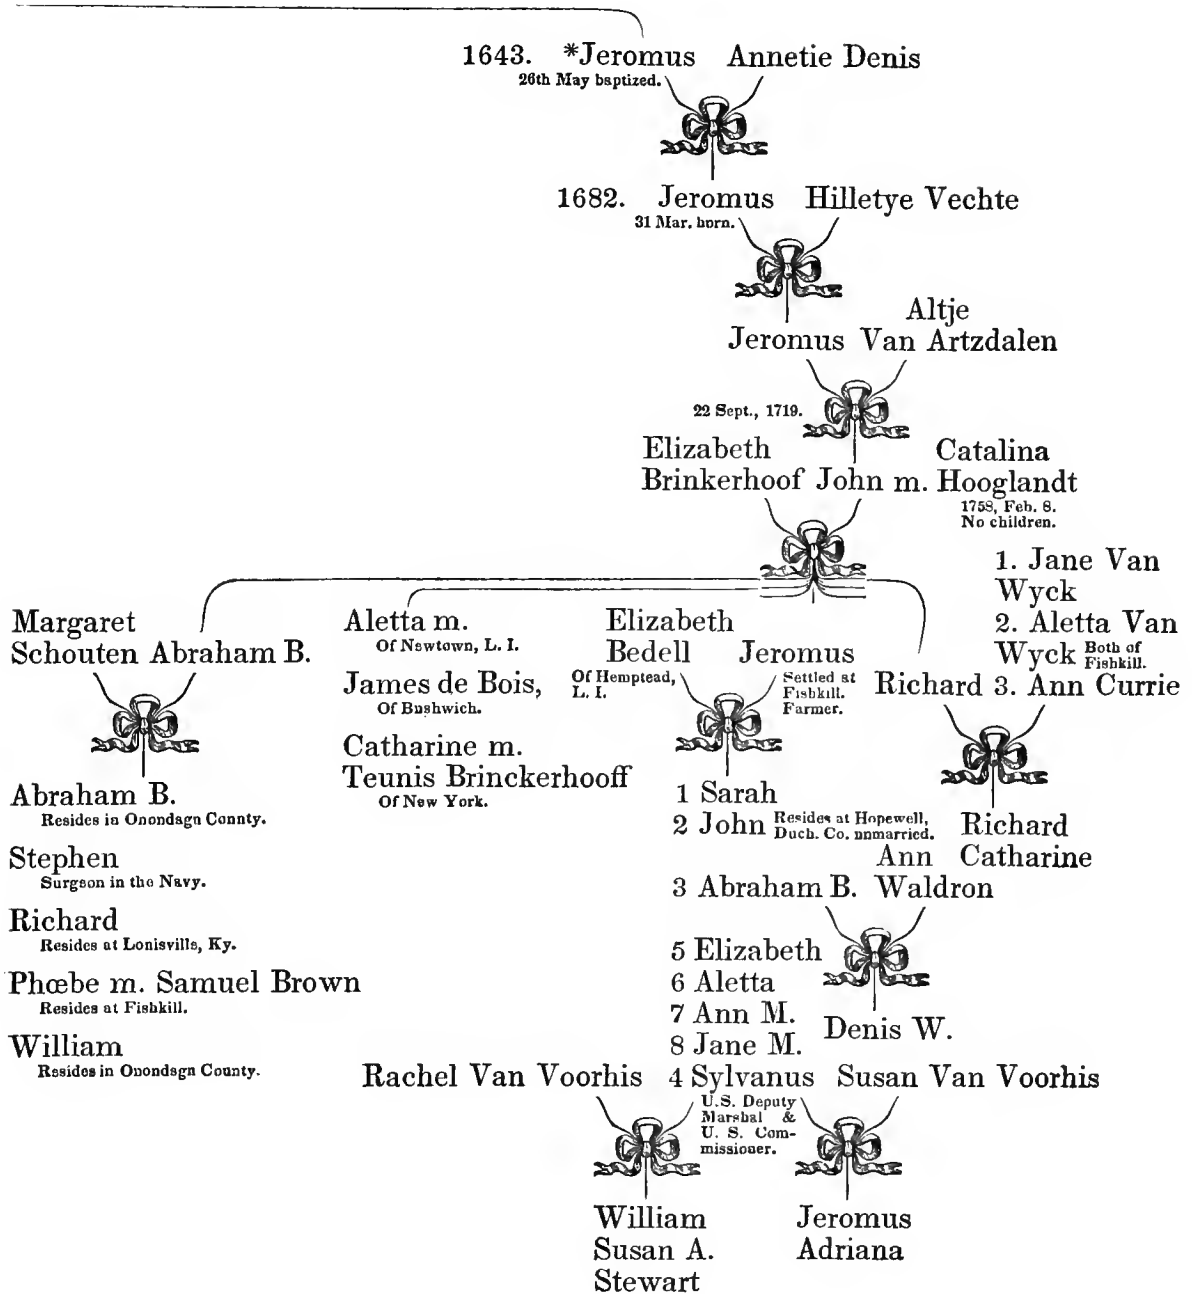 1643. *Jeromus Annetie Denis
26th May baptized.
1682. Jeromus Hilletye Vechte
31 Mar. born.
Altje
Jeromus Van Artzdalen
22 Sept., 1719.
Elizabeth
Brinkerhoof John m.
Catalina
Hooglandt
1758, Feb. 8.
No children.
Margaret
Schouten Abraham B.
Abraham B.
Resides in Onondagn Connty.
Stephen
Surgeon in the Navy.
Richard
Resides at Lonisville, Ky.
Phœbe m. Samuel Brown
Resides at Fishkill.
William
Resides in Onondagn County.
Aletta m.
Of Newtown, L. I.
James de Bois,
Of Bushwich.
Catharine m.
Teunis Brinckerhooff
Of New York.
Elizabeth
Bedell
Of Hemptead,
L. I.
Jeromus
Settled at
Fishkill.
Farmer.
1. Jane Van
Wyck
2. Aletta Van
Wyck Both of
Fishkill.
Richard 3. Ann Currie
Richard
Catharine
1 Sarah
2 John Resides at Hopewell,
Duch. Co. unmarried.
Ann
3 Abraham B. Waldron
5 Elizabeth
6 Aletta
7 Ann M.
8 Jane M.
Denis W.
Rachel Van Voorhis 4 Sylvanus Susan Van Voorhis
U.S. Deputy
Marshal &
U. S. Com-
missioner.
William
Susan A.
Stewart
Jeromus
Adriana